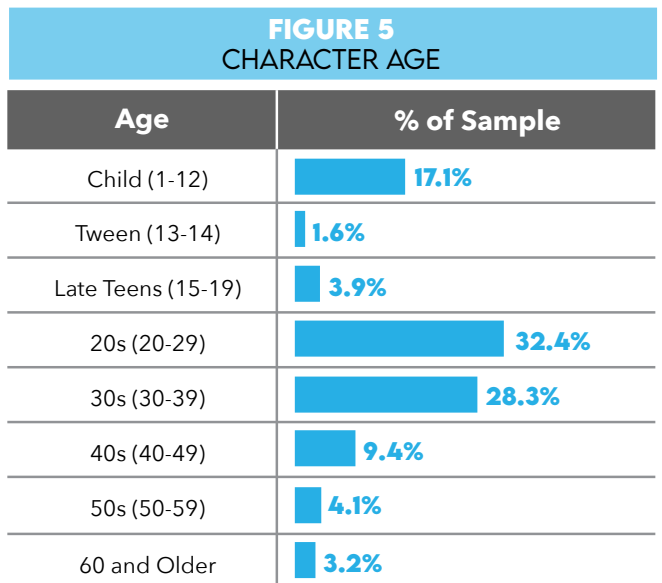 FIGURE 5
CHARACTER AGE
Age % of Sample
Child (1-12) 17.1%
Tween (13-14) 1.6%
Late Teens (15-19) 3.9%
20s (20-29) 32.4%
30s (30-39) 28.3%
40s (40-49) 9.4%
50s (50-59) 4.1%
60 and Older 3.2%